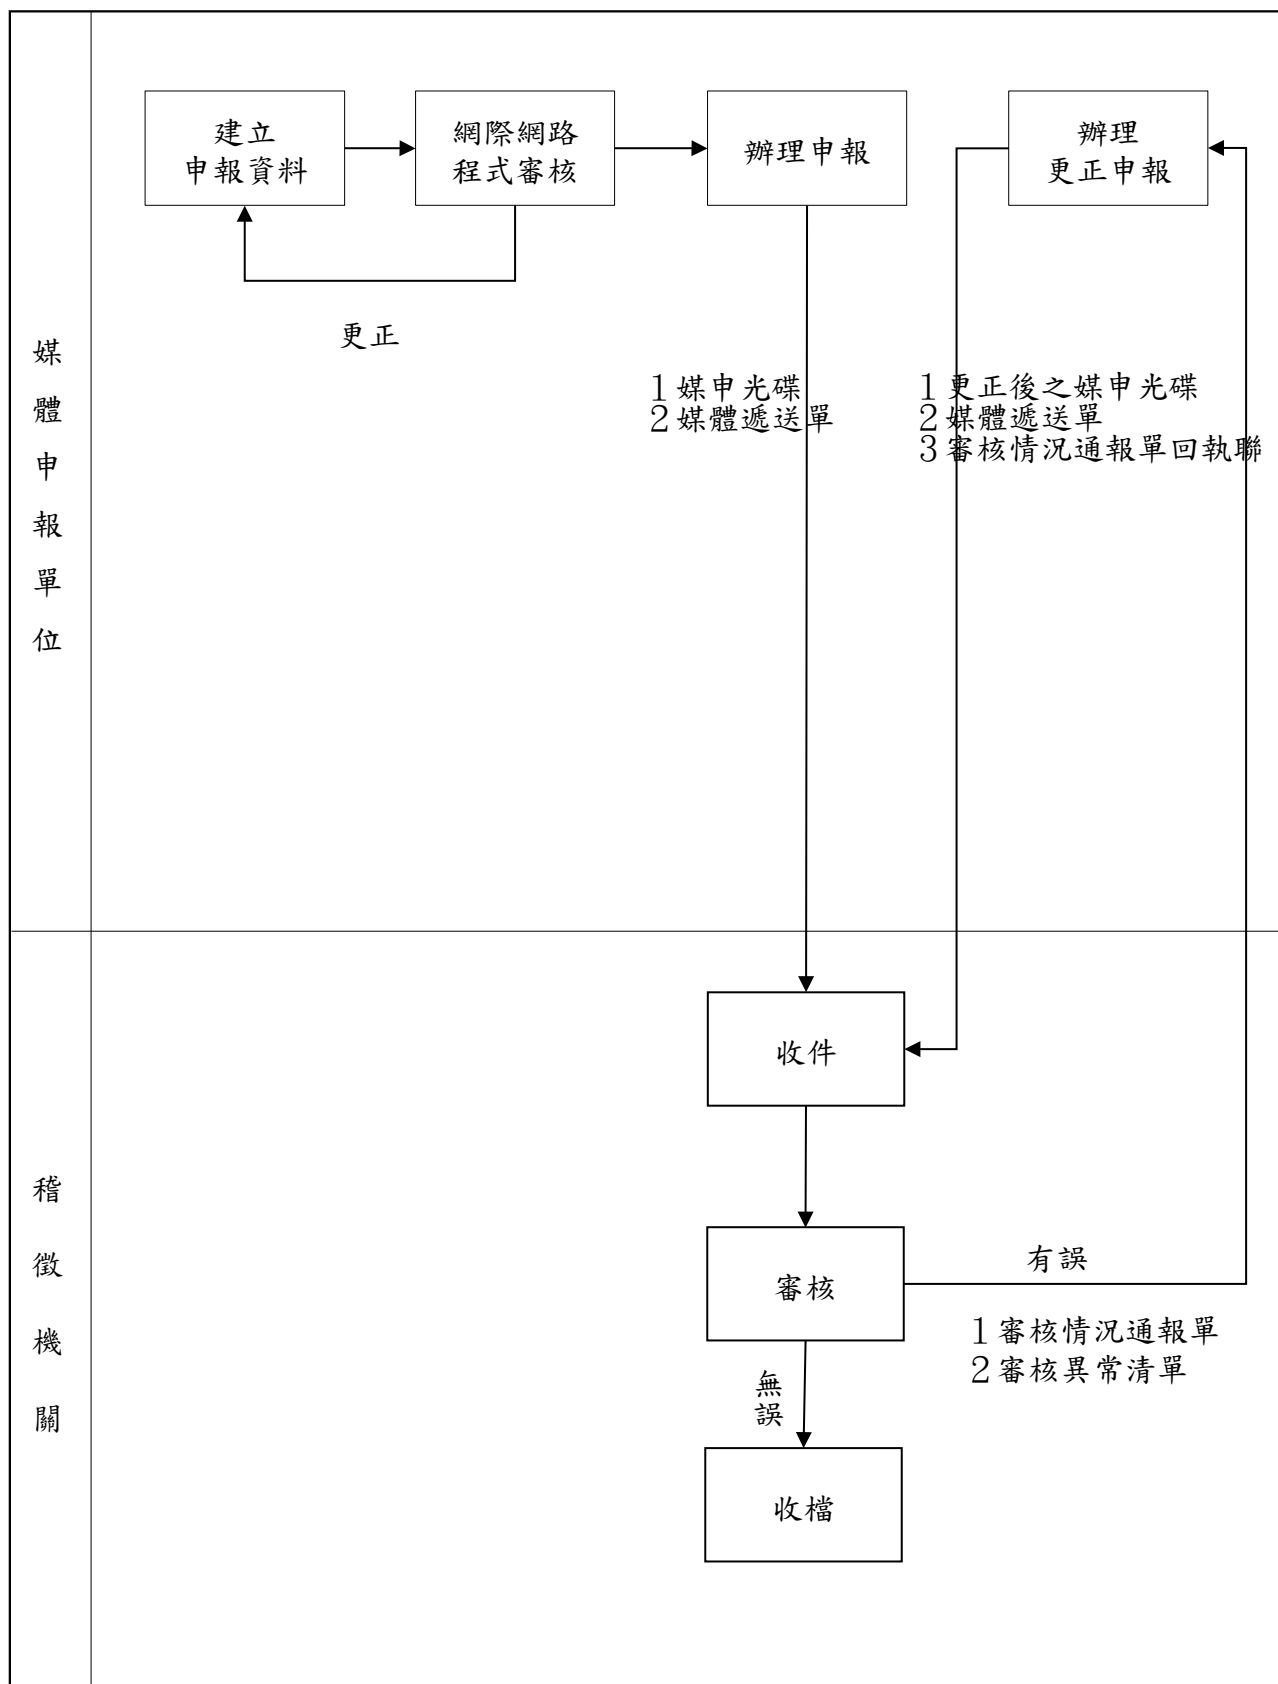 建立
申報資料
網際網路
程式審核
辦理申報
辦理
更正申報
更正
媒體申報單位
１媒申光碟
２媒體遞送單
１更正後之媒申光碟
２媒體遞送單
３審核情況通報單回執聯
收件
稽徵機關
審核
有誤
１審核情況通報單
２審核異常清單
無誤
收檔